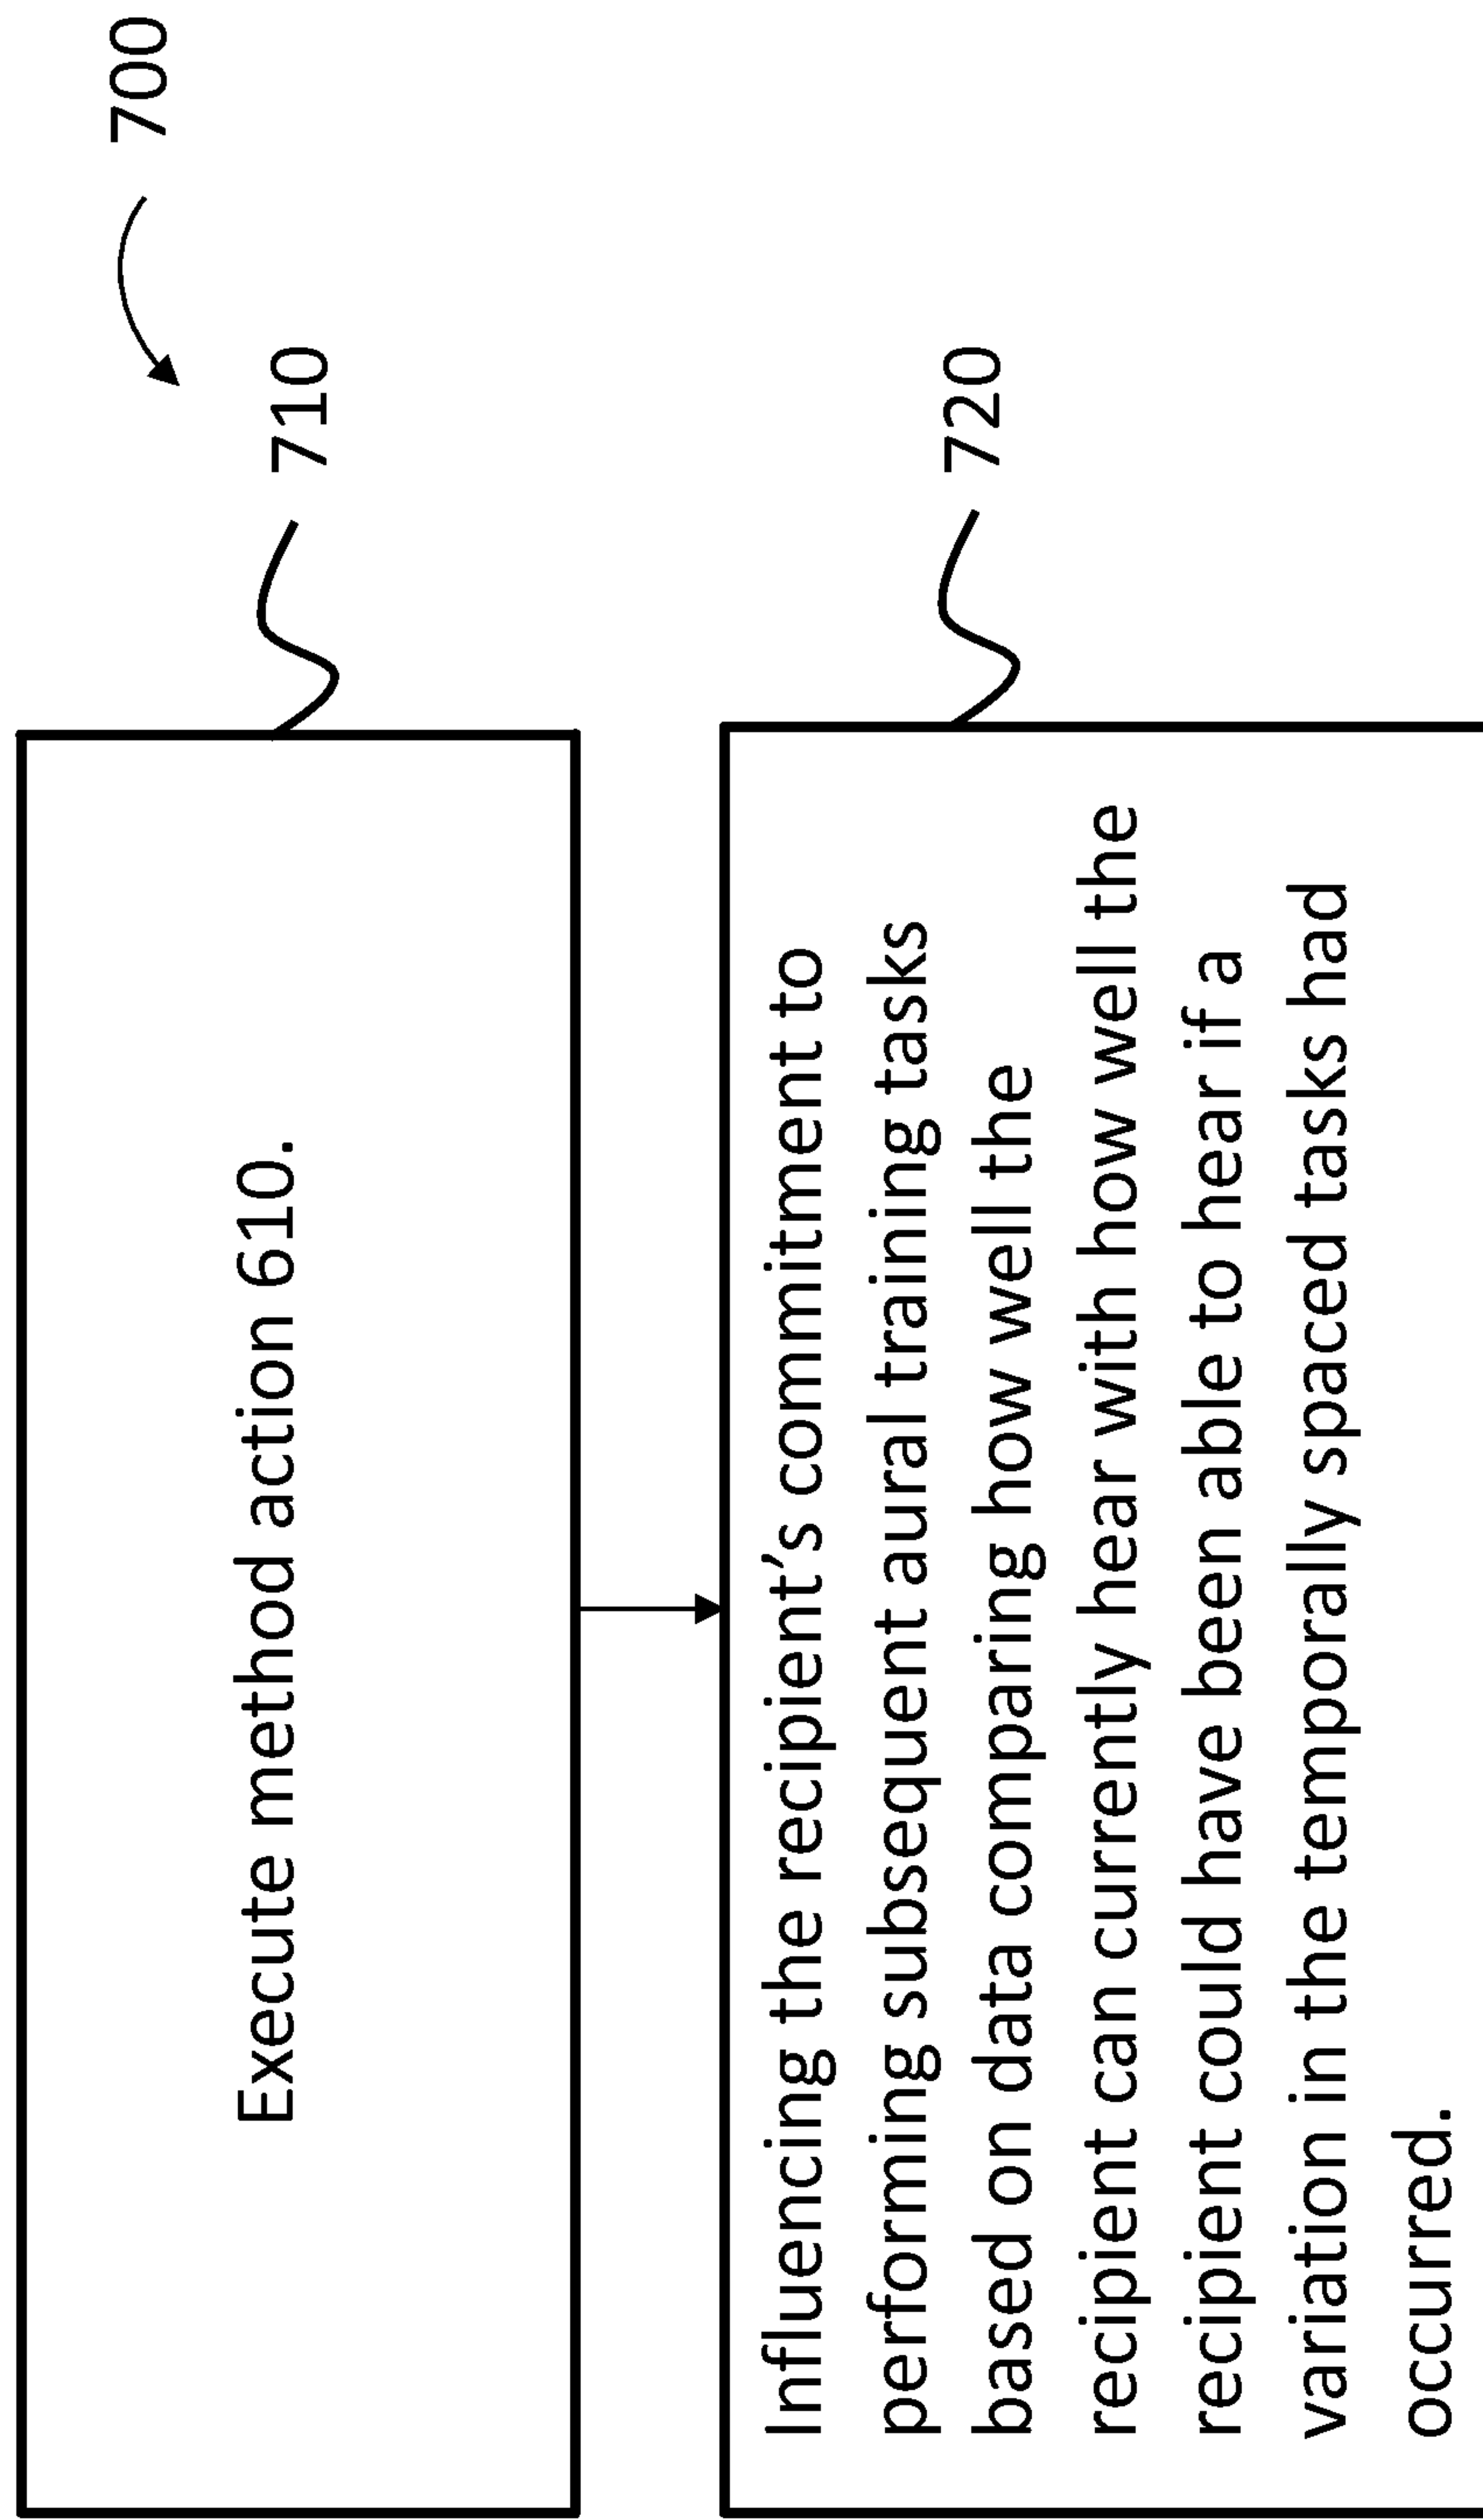 700
710
Execute method action 610.
720
Influencing the recipient’s commitment to
performing subsequent aural training tasks
based on data comparing how well the
recipient can currently hear with how well the
recipient could have been able to hear if a
variation in the temporally spaced tasks had
occurred.